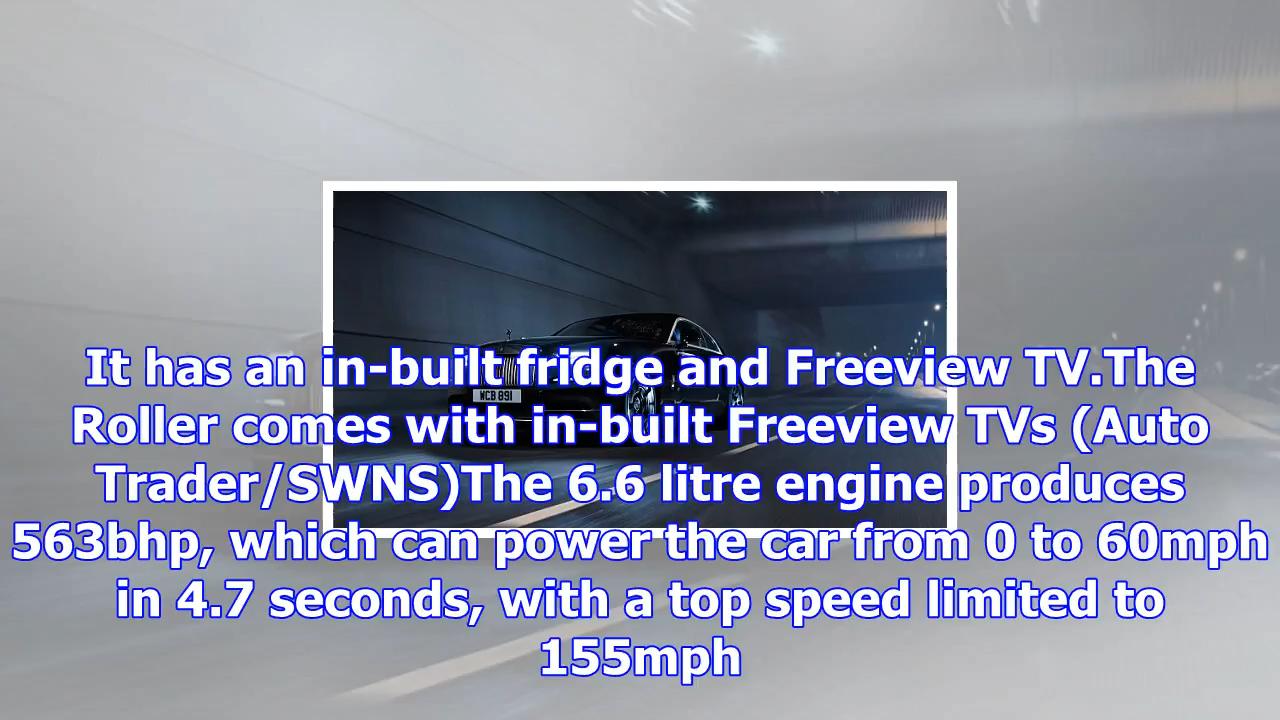 It has an in-built fridge and Freeview TV.The
Roller comes with in-built Freeview TVs (Auto
Trader/SWNS)The 6.6 litre engine produces
563bhp, which can power the car from 0 to 60mph
in 4.7 seconds, with a top speed limited to
155mph
WCB 891